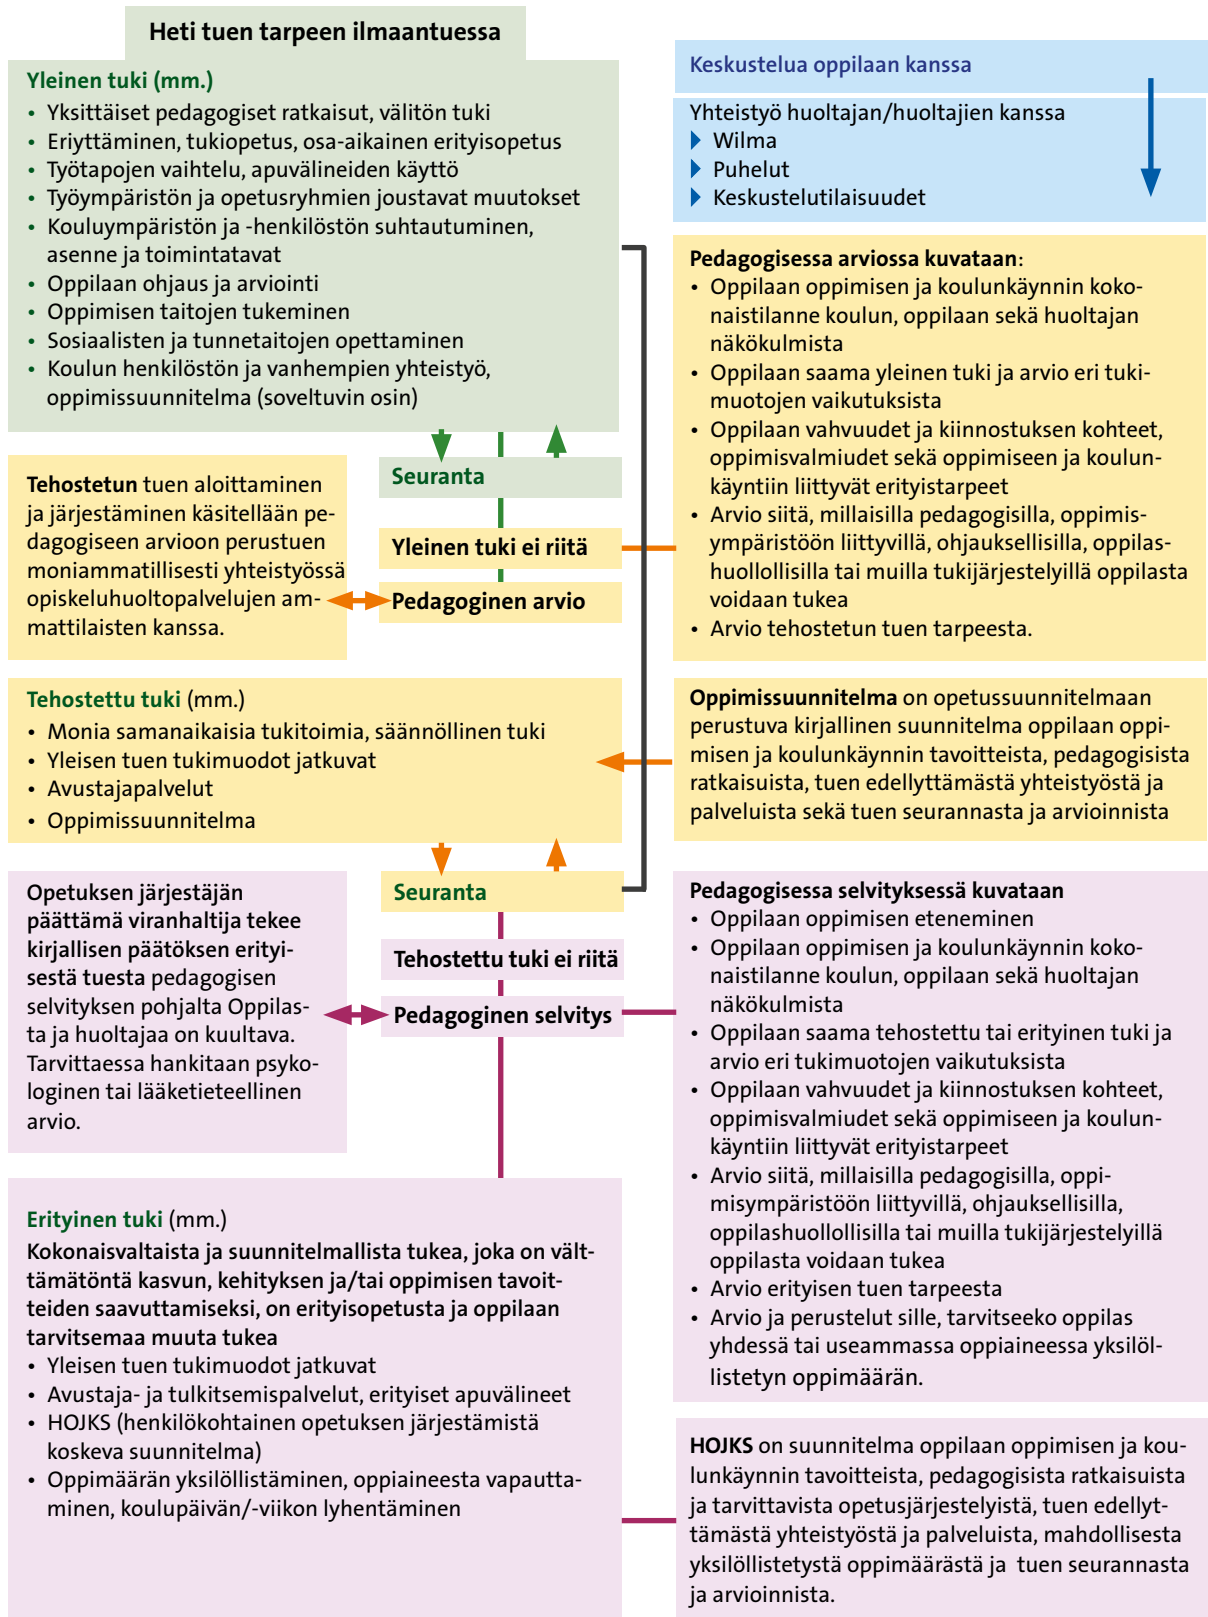 Heti tuen tarpeen ilmaantuessa
Yleinen tuki (mm.)
• Yksittäiset pedagogiset ratkaisut, välitön tuki
• Eriyttäminen, tukiopetus, osa-aikainen erityisopetus
• Työtapojen vaihtelu, apuvälineiden käyttö
• Työympäristön ja opetusryhmien joustavat muutokset
• Kouluympäristön ja -henkilöstön suhtautuminen,
asenne ja toimintatavat
• Oppilaan ohjaus ja arviointi
• Oppimisen taitojen tukeminen
• Sosiaalisten ja tunnetaitojen opettaminen
• Koulun henkilöstön ja vanhempien yhteistyö,
oppimissuunnitelma (soveltuvin osin)
Keskustelua oppilaan kanssa
Yhteistyö huoltajan/huoltajien kanssa
Wilma
Puhelut
Keskustelutilaisuudet
Pedagogisessa arviossa kuvataan:
• Oppilaan oppimisen ja koulunkäynnin koko-
naistilanne koulun, oppilaan sekä huoltajan
näkökulmista
• Oppilaan saama yleinen tuki ja arvio eri tuki-
muotojen vaikutuksista
• Oppilaan vahvuudet ja kiinnostuksen kohteet,
oppimisvalmiudet sekä oppimiseen ja koulun-
käyntiin liittyvät erityistarpeet
• Arvio siitä, millaisilla pedagogisilla, oppimis-
ympäristöön liittyvillä, ohjauksellisilla, oppilas-
huollollisilla tai muilla tukijärjestelyillä oppilasta
voidaan tukea
• Arvio tehostetun tuen tarpeesta.
Seuranta
Yleinen tuki ei riitä
Pedagoginen arvio
Tehostetun tuen aloittaminen
ja järjestäminen käsitellään pe-
dagogiseen arvioon perustuen
moniammatillisesti yhteistyössä
opiskeluhuoltopalvelujen am-
mattilaisten kanssa.
Tehostettu tuki (mm.)
• Monia samanaikaisia tukitoimia, säännöllinen tuki
• Yleisen tuen tukimuodot jatkuvat
• Avustajapalvelut
• Oppimissuunnitelma
Oppimissuunnitelma on opetussuunnitelmaan
perustuva kirjallinen suunnitelma oppilaan oppi-
misen ja koulunkäynnin tavoitteista, pedagogisista
ratkaisuista, tuen edellyttämästä yhteistyöstä ja
palveluista sekä tuen seurannasta ja arvioinnista
Seuranta
Tehostettu tuki ei riitä
Pedagoginen selvitys
Opetuksen järjestäjän
päättämä viranhaltija tekee
kirjallisen päätöksen erityi-
sestä tuesta pedagogisen
selvityksen pohjalta Oppilas-
ta ja huoltajaa on kuultava.
Tarvittaessa hankitaan psyko-
loginen tai lääketieteellinen
arvio.
Pedagogisessa selvityksessä kuvataan
• Oppilaan oppimisen eteneminen
• Oppilaan oppimisen ja koulunkäynnin koko-
naistilanne koulun, oppilaan sekä huoltajan
näkökulmista
• Oppilaan saama tehostettu tai erityinen tuki ja
arvio eri tukimuotojen vaikutuksista
• Oppilaan vahvuudet ja kiinnostuksen kohteet,
oppimisvalmiudet sekä oppimiseen ja koulun-
käyntiin liittyvät erityistarpeet
• Arvio siitä, millaisilla pedagogisilla, oppi-
misympäristöön liittyvillä, ohjauksellisilla,
oppilashuollollisilla tai muilla tukijärjestelyillä
oppilasta voidaan tukea
• Arvio erityisen tuen tarpeesta
• Arvio ja perustelut sille, tarvitseeko oppilas
yhdessä tai useammassa oppiaineessa yksilöl-
listetyn oppimäärän.
Erityinen tuki (mm.)
Kokonaisvaltaista ja suunnitelmallista tukea, joka on vält-
tämätöntä kasvun, kehityksen ja/tai oppimisen tavoit-
teiden saavuttamiseksi, on erityisopetusta ja oppilaan
tarvitsemaa muuta tukea
• Yleisen tuen tukimuodot jatkuvat
• Avustaja- ja tulkitsemispalvelut, erityiset apuvälineet
• HOJKS (henkilökohtainen opetuksen järjestämistä
koskeva suunnitelma)
• Oppimäärän yksilöllistäminen, oppiaineesta vapautta-
minen, koulupäivän/-viikon lyhentäminen
HOJKS on suunnitelma oppilaan oppimisen ja kou-
lunkäynnin tavoitteista, pedagogisista ratkaisuista
ja tarvittavista opetusjärjestelyistä, tuen edellyt-
tämästä yhteistyöstä ja palveluista, mahdollisesta
yksilöllistetystä oppimäärästä ja tuen seurannasta
ja arvioinnista.